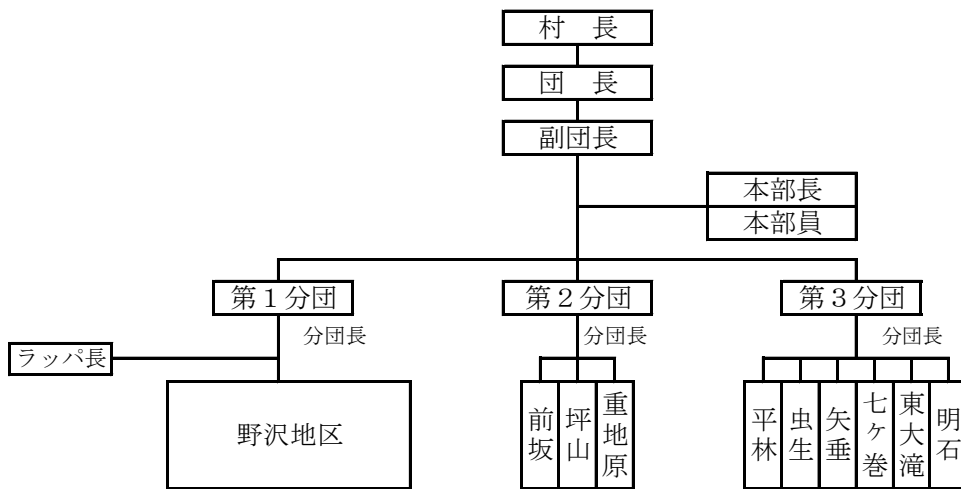 村　長
団　長
副団長
本部長
本部員
第１分団
第２分団
第３分団
分団長
分団長
分団長
ラッパ長
野沢地区
前坂
坪山
重地原
平林
虫生
矢垂
七ケ巻
東大滝
明石